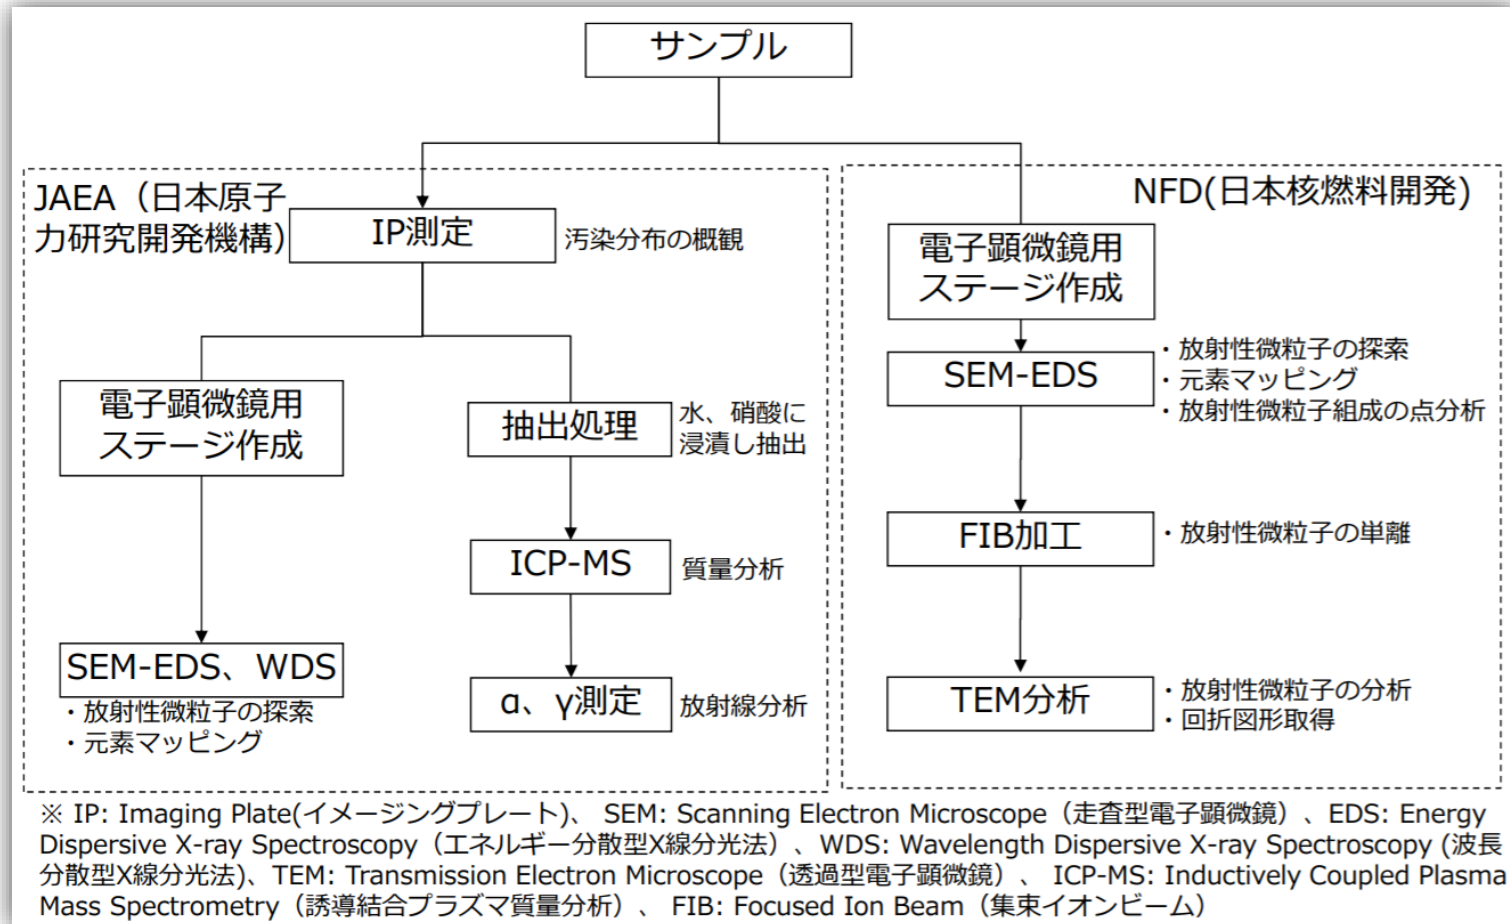 サンプル
JAEA（日本原子
力研究開発機構）
IP測定
汚染分布の概観
電子顕微鏡用
ステージ作成
抽出処理
水、硝酸に
浸漬し抽出
ICP-MS
質量分析
SEM-EDS、WDS
・放射性微粒子の探索
・元素マッピング
α、γ測定
放射線分析
NFD(日本核燃料開発)
電子顕微鏡用
ステージ作成
SEM-EDS
・放射性微粒子の探索
・元素マッピング
・放射性微粒子組成の点分析
FIB加工
・放射性微粒子の単離
TEM分析
・放射性微粒子の分析
・回折図形取得
※ IP: Imaging Plate(イメージングプレート)、 SEM: Scanning Electron Microscope（走査型電子顕微鏡）、EDS: Energy
Dispersive X-ray Spectroscopy（エネルギー分散型X線分光法）、WDS: Wavelength Dispersive X-ray Spectroscopy (波長
分散型X線分光法)、TEM: Transmission Electron Microscope（透過型電子顕微鏡）、 ICP-MS: Inductively Coupled Plasma
Mass Spectrometry（誘導結合プラズマ質量分析）、 FIB: Focused Ion Beam（集束イオンビーム）